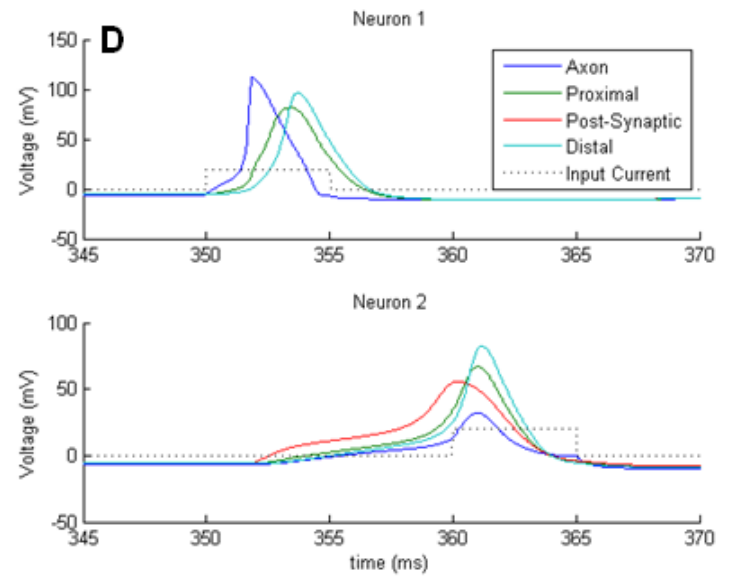 D
Neuron 1
Voltage (mV)
150
100
50
0
-50
345 350 355 360 365 370
Axon
Proximal
Post-Synaptic
Distal
Input Current
Neuron 2
Voltage (mV)
100
50
0
-50
345 350 355 360 365 370
time (ms)